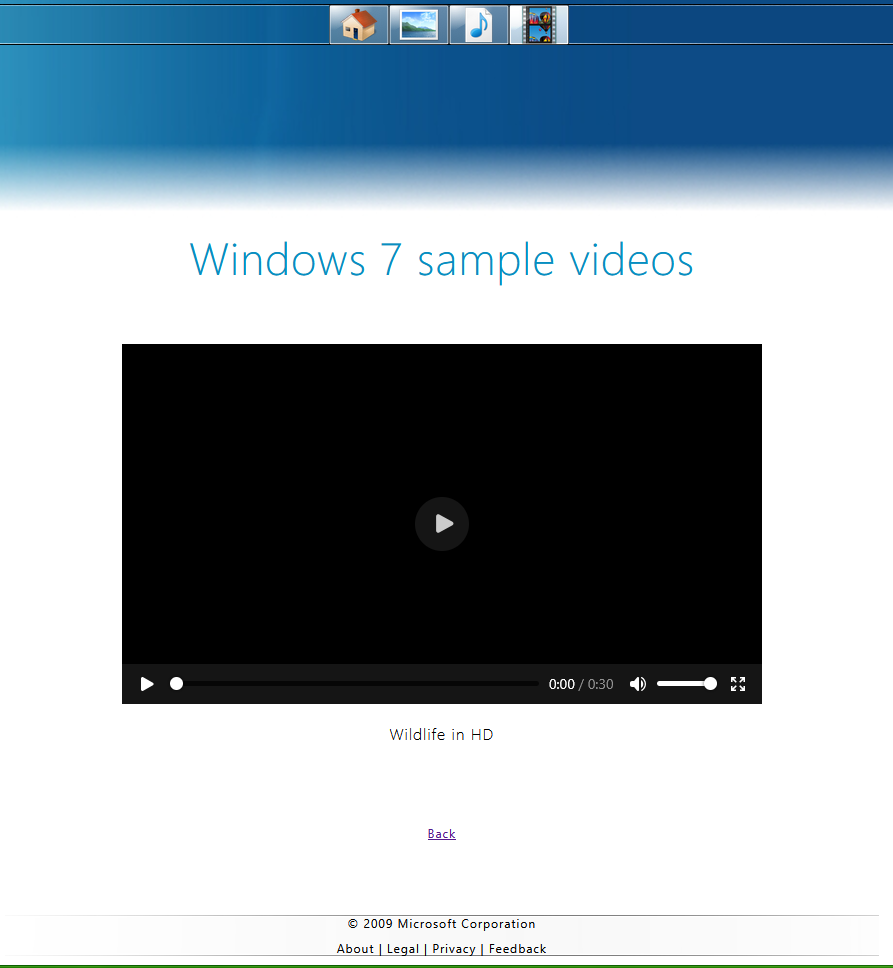 Windows 7 sample videos
0:00 / 0:30
Wildlife in HD
Back
© 2009 Microsoft Corporation
About | Legal | Privacy | Feedback